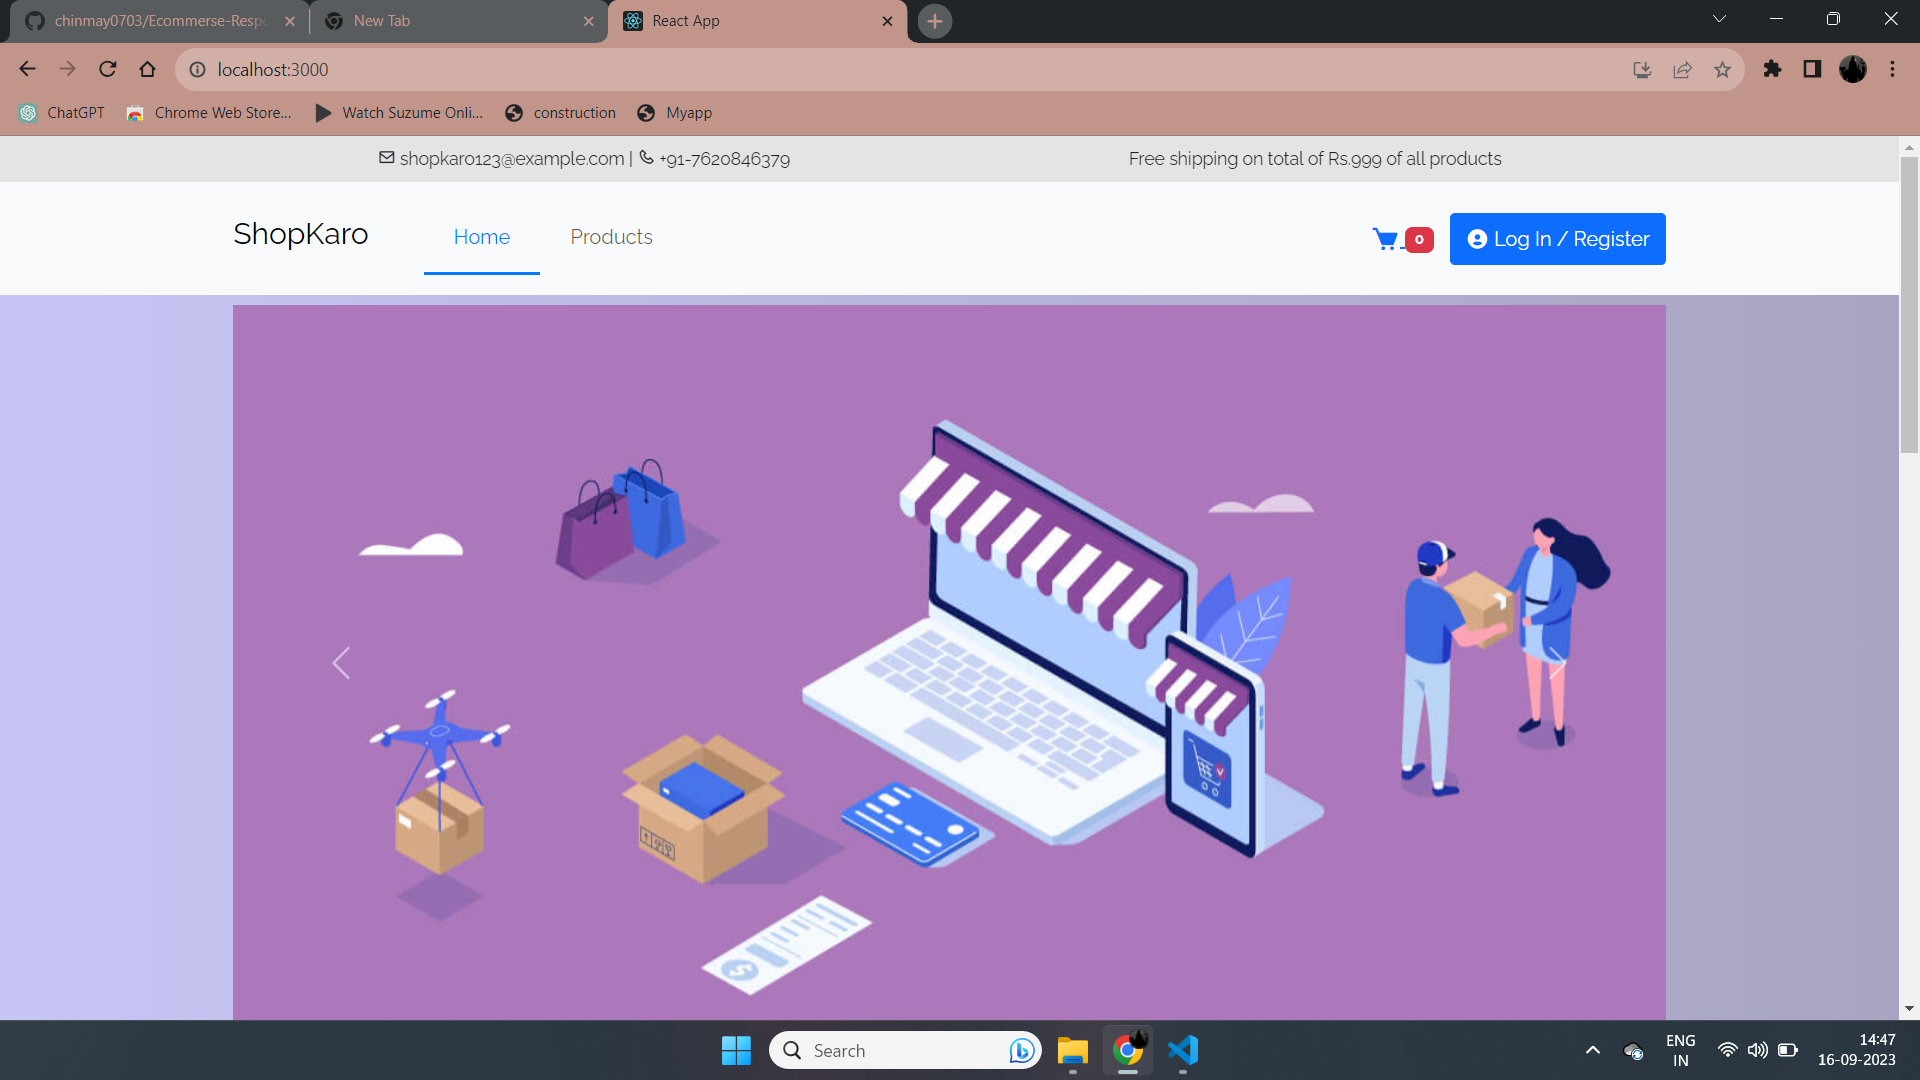 chinmay0703/Ecommerse-Resp
New Tab
React App
localhost:3000
ChatGPT
Chrome Web Store...
Watch Suzume Onli...
construction
Myapp
shopkaro123@example.com | +91-7620846379
Free shipping on total of Rs.999 of all products
ShopKaro
Home
Products
0
Log In / Register
Search
ENG
IN
14:47
16-09-2023